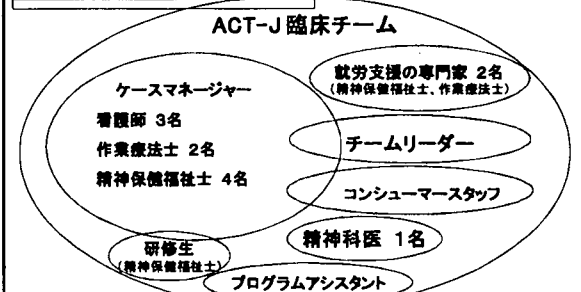 ACT-J臨床チーム
就労支援の専門家 2名
(精神保健福祉士、作業療法士)
ケースマネージャー
看護師 3名
作業療法士 2名
精神保健福祉士 4名
チームリーダー
コンシューマースタッフ
精神科医 1名
研修生
(精神保健福祉士)
プログラムアシスタント